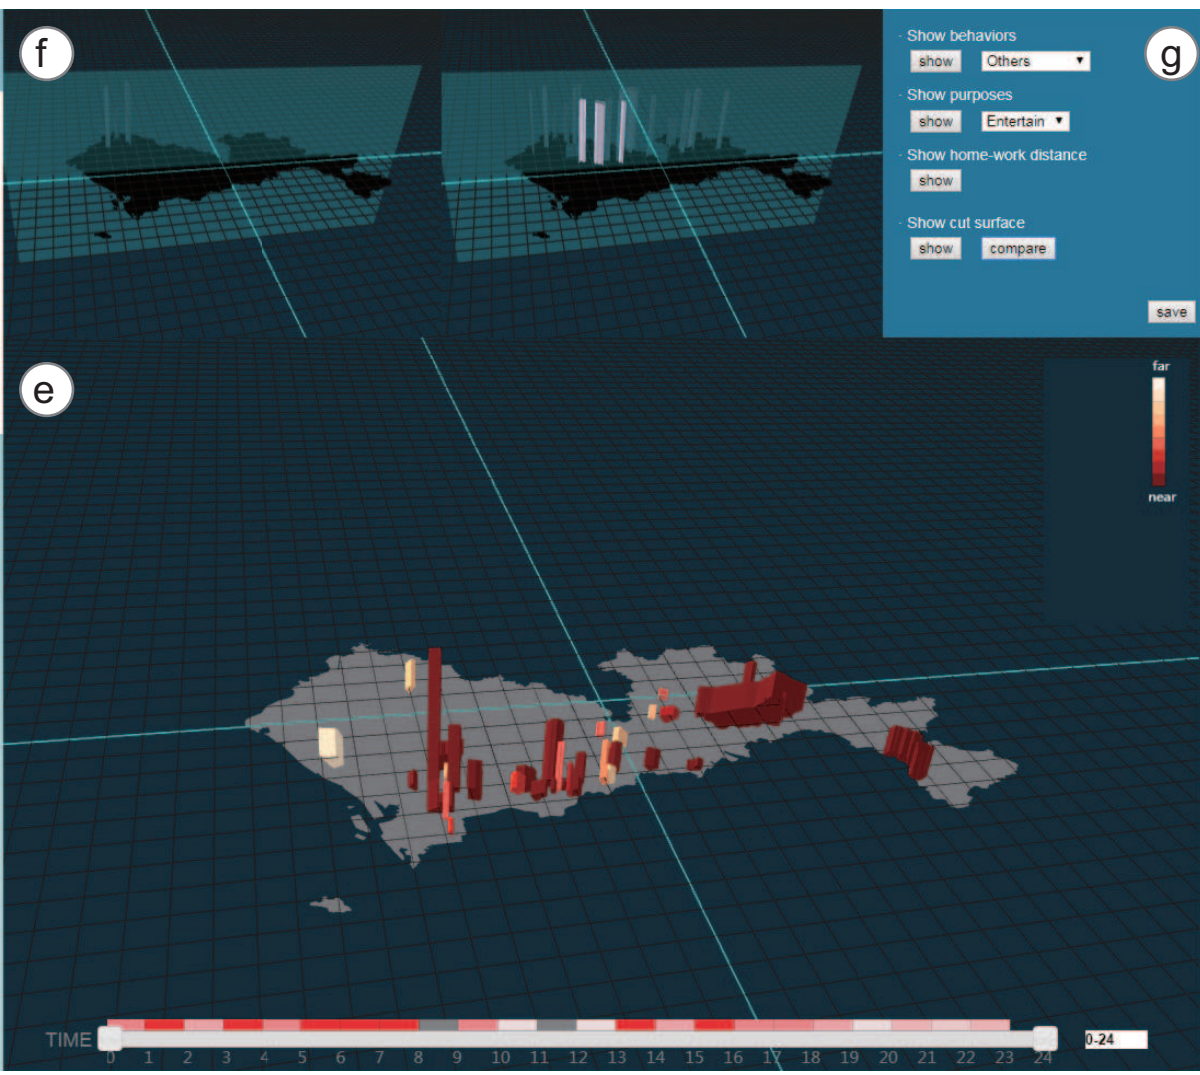 f
g
· Show behaviors
show
Others
· Show purposes
show
Entertain
· Show home-work distance
show
· Show cut surface
show
compare
save
e
far
near
TIME
0 1 2 3 4 5 6 7 8 9 10 11 12 13 14 15 16 17 18 19 20 21 22 23 24
0-24